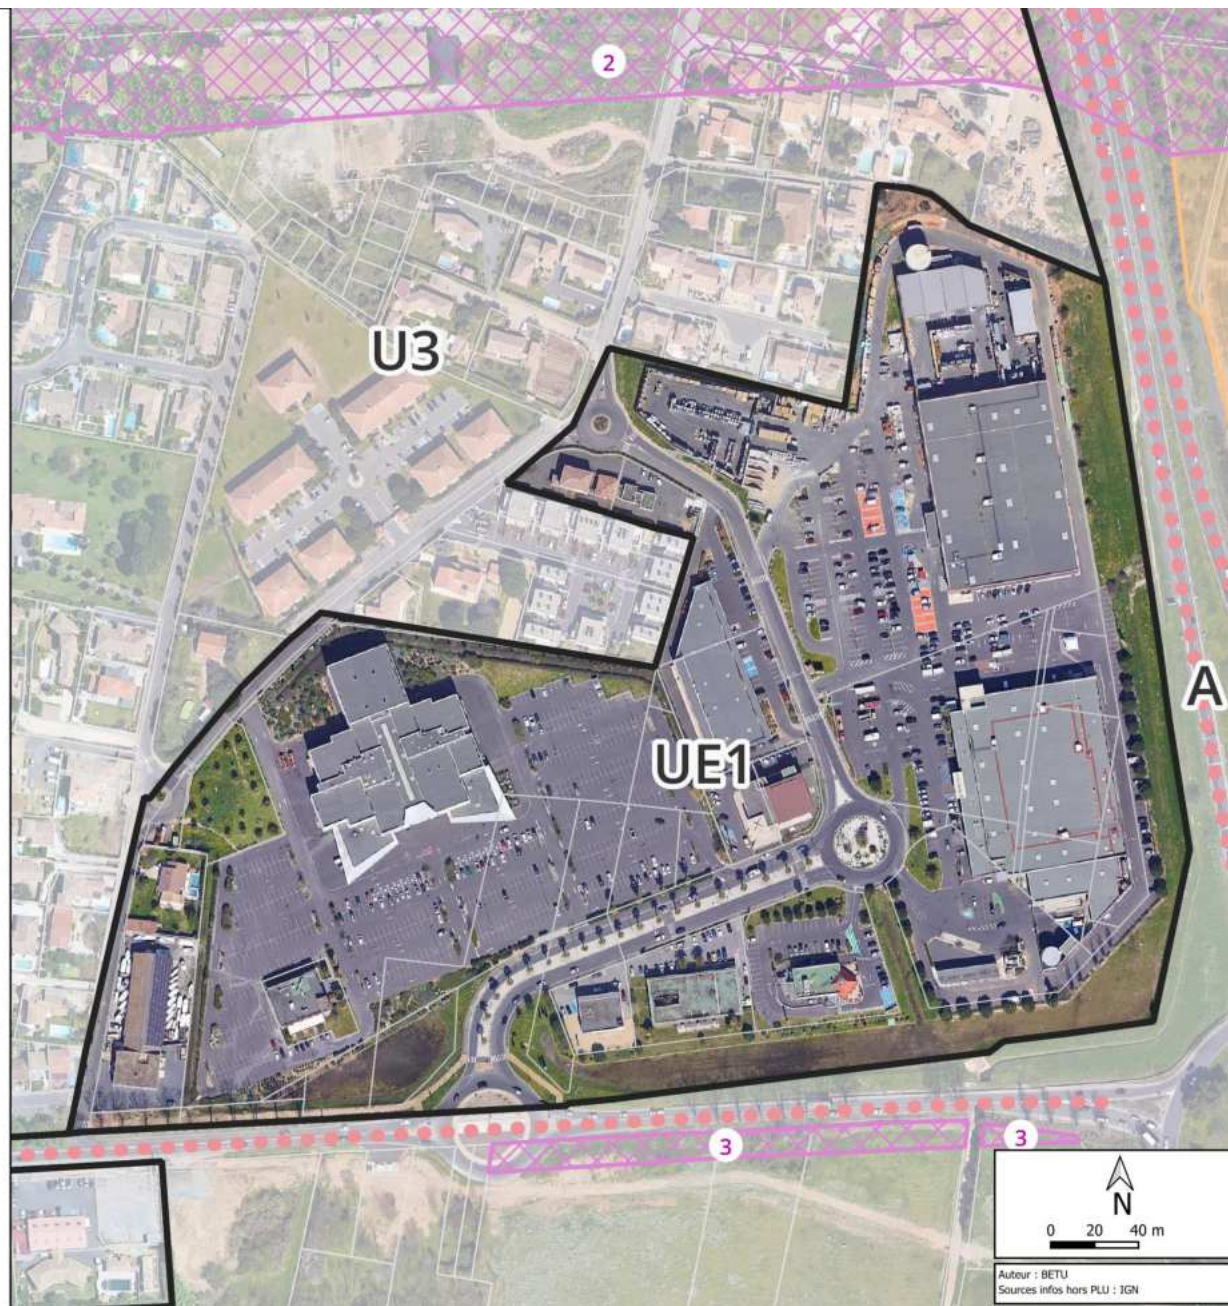 2
U3
A
UE1
3
3
N
0 20 40 m
Auteur : BETU
Sources infos hors PLU : IGN